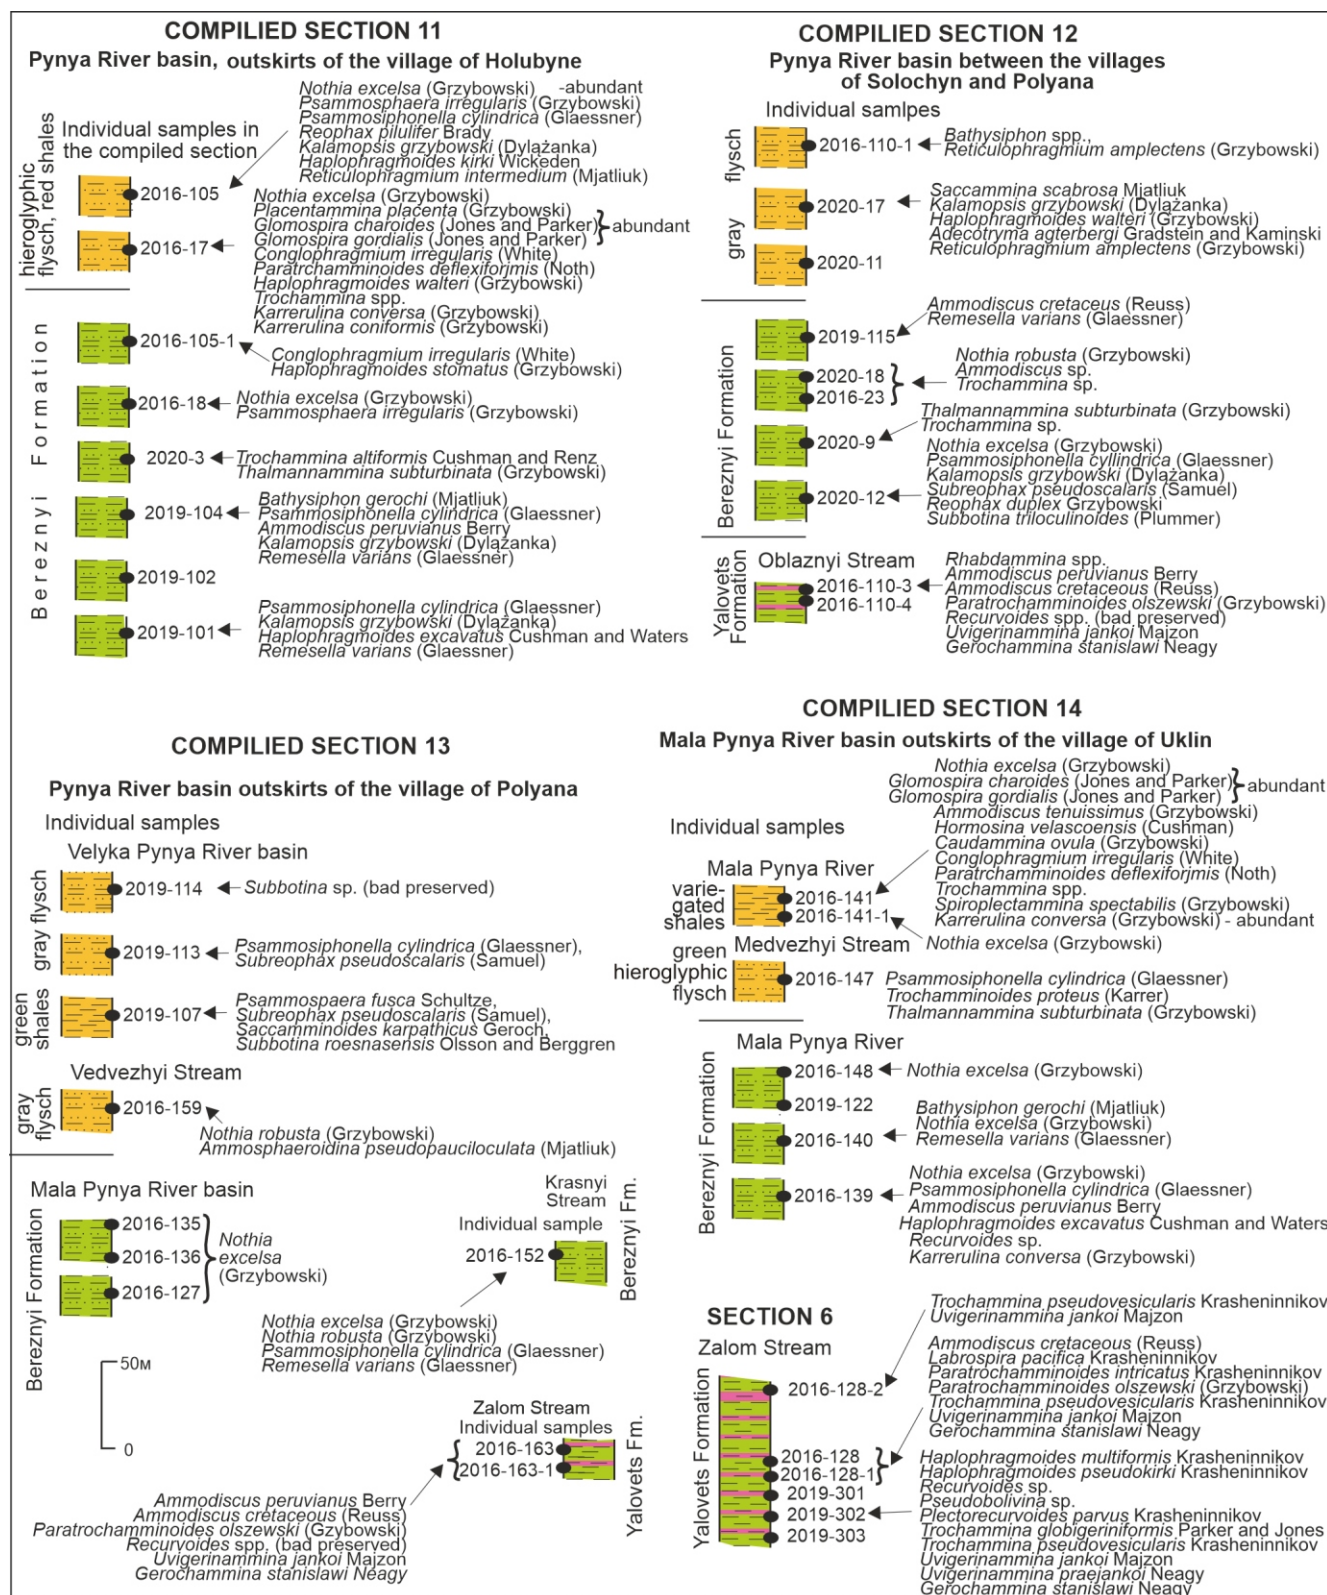 COMPILIED SECTION 11
Pynya River basin, outskirts of the village of Holubyne
hieroglyphic
flysch, red shales
Individual samples in
the compiled section
2016-105
Nothia excelsa (Grzybowski) -abundant
Psammosphaera irregularis (Grzybowski)
Psammosiphonella cylindrica (Glaessner)
Reophax pilulifer Brady
Kalamopsis grzybowski (Dylążanka)
Haplophragmoides kirki Wickeden
Reticulophragmium intermedium (Mjatliuk)
2016-17
Nothia excelsa (Grzybowski)
Placentammina placenta (Grzybowski)
Glomospira charoides (Jones and Parker)
Glomospira gordialis (Jones and Parker)
abundant
Conglophragmium irregularis (White)
Paratrchamminoides deflexiforjmis (Noth)
Haplophragmoides walteri (Grzybowski)
Trochammina spp.
Karrerulina conversa (Grzybowski)
Karrerulina coniformis (Grzybowski)
Bereznyi Formation
2016-105-1
Conglophragmium irregularis (White)
Haplophragmoides stomatus (Grzybowski)
2016-18
Nothia excelsa (Grzybowski)
Psammosphaera irregularis (Grzybowski)
2020-3
Trochammina altiformis Cushman and Renz
Thalmannammina subturbinata (Grzybowski)
2019-104
Bathysiphon gerochi (Mjatliuk)
Psammosiphonella cylindrica (Glaessner)
Ammodiscus peruvianus Berry
Kalamopsis grzybowski (Dylążanka)
Remesella varians (Glaessner)
2019-102
2019-101
Psammosiphonella cylindrica (Glaessner)
Kalamopsis grzybowski (Dylążanka)
Haplophragmoides excavatus Cushman and Waters
Remesella varians (Glaessner)
COMPILIED SECTION 12
Pynya River basin between the villages
of Solochyn and Polyana
Individual samlpes
gray flysch
2016-110-1
Bathysiphon spp.,
Reticulophragmium amplectens (Grzybowski)
2020-17
Saccammina scabrosa Mjatliuk
Kalamopsis grzybowski (Dylążanka)
Haplophragmoides walteri (Grzybowski)
Adecotryma agterbergi Gradstein and Kaminski
Reticulophragmium amplectens (Grzybowski)
2020-11
Bereznyi Formation
2019-115
Ammodiscus cretaceus (Reuss)
Remesella varians (Glaessner)
2020-18
2016-23
Nothia robusta (Grzybowski)
Ammodiscus sp.
Trochammina sp.
2020-9
Thalmannammina subturbinata (Grzybowski)
Trochammina sp.
2020-12
Nothia excelsa (Grzybowski)
Psammosiphonella cyllindrica (Glaessner)
Kalamopsis grzybowski (Dylążanka)
Subreophax pseudoscalaris (Samuel)
Reophax duplex Grzybowski
Subbotina triloculinoides (Plummer)
Yalovets
Formation
Oblaznyi Stream
2016-110-3
2016-110-4
Rhabdammina spp.
Ammodiscus peruvianus Berry
Ammodiscus cretaceous (Reuss)
Paratrochamminoides olszewski (Grzybowski)
Recurvoides spp. (bad preserved)
Uvigerinammina jankoi Majzon
Gerochammina stanislawi Neagy
COMPILIED SECTION 13
Pynya River basin outskirts of the village of Polyana
Individual samples
Velyka Pynya River basin
gray flysch
2019-114
Subbotina sp. (bad preserved)
2019-113
Psammosiphonella cylindrica (Glaessner),
Subreophax pseudoscalaris (Samuel)
green
shales
2019-107
Psammospaera fusca Schultze,
Subreophax pseudoscalaris (Samuel),
Saccamminoides karpathicus Geroch,
Subbotina roesnasensis Olsson and Berggren
Vedvezhyi Stream
gray
flysch
2016-159
Nothia robusta (Grzybowski)
Ammosphaeroidina pseudopauciloculata (Mjatliuk)
Mala Pynya River basin
Bereznyi Formation
2016-135
2016-136
2016-127
Nothia
excelsa
(Grzybowski)
50м
0
Krasnyi
Stream
Individual sample
2016-152
Bereznyi Fm.
Nothia excelsa (Grzybowski)
Nothia robusta (Grzybowski)
Psammosiphonella cylindrica (Glaessner)
Remesella varians (Glaessner)
Zalom Stream
Individual samples
2016-163
2016-163-1
Yalovets Fm.
Ammodiscus peruvianus Berry
Ammodiscus cretaceous (Reuss)
Paratrochamminoides olszewski (Gzybowski)
Recurvoides spp. (bad preserved)
Uvigerinammina jankoi Majzon
Gerochammina stanislawi Neagy
COMPILIED SECTION 14
Mala Pynya River basin outskirts of the village of Uklin
Individual samples
Mala Pynya River
varie-
gated
shales
2016-141
2016-141-1
Nothia excelsa (Grzybowski)
Glomospira charoides (Jones and Parker)
Glomospira gordialis (Jones and Parker)
abundant
Ammodiscus tenuissimus (Grzybowski)
Hormosina velascoensis (Cushman)
Caudammina ovula (Grzybowski)
Conglophragmium irregularis (White)
Paratrchamminoides deflexiforjmis (Noth)
Trochammina spp.
Spiroplectammina spectabilis (Grzybowski)
Karrerulina conversa (Grzybowski) - abundant
Nothia excelsa (Grzybowski)
Medvezhyi Stream
green
hieroglyphic
flysch
2016-147
Psammosiphonella cylindrica (Glaessner)
Trochamminoides proteus (Karrer)
Thalmannammina subturbinata (Grzybowski)
Mala Pynya River
Bereznyi Formation
2016-148
Nothia excelsa (Grzybowski)
2019-122
2016-140
Bathysiphon gerochi (Mjatliuk)
Nothia excelsa (Grzybowski)
Remesella varians (Glaessner)
2016-139
Nothia excelsa (Grzybowski)
Psammosiphonella cylindrica (Glaessner)
Ammodiscus peruvianus Berry
Haplophragmoides excavatus Cushman and Waters
Recurvoides sp.
Karrerulina conversa (Grzybowski)
SECTION 6
Zalom Stream
Yalovets Formation
2016-128-2
Trochammina pseudovesicularis Krasheninnikov
Uvigerinammina jankoi Majzon
2016-128
2016-128-1
Ammodiscus cretaceous (Reuss)
Labrospira pacifica Krasheninnikov
Paratrochamminoides intricatus Krasheninnikov
Paratrochamminoides olszewski (Grzybowski)
Trochammina pseudovesicularis Krasheninnikov
Uvigerinammina jankoi Majzon
Gerochammina stanislawi Neagy
2019-301
2019-302
2019-303
Haplophragmoides multiformis Krasheninnikov
Haplophragmoides pseudokirki Krasheninnikov
Recurvoides sp.
Pseudobolivina sp.
Plectorecurvoides parvus Krasheninnikov
Trochammina globigeriniformis Parker and Jones
Trochammina pseudovesicularis Krasheninnikov
Uvigerinammina jankoi Majzon
Uvigerinammina praejankoi Neagy
Gerochammina stanislawi Neagy